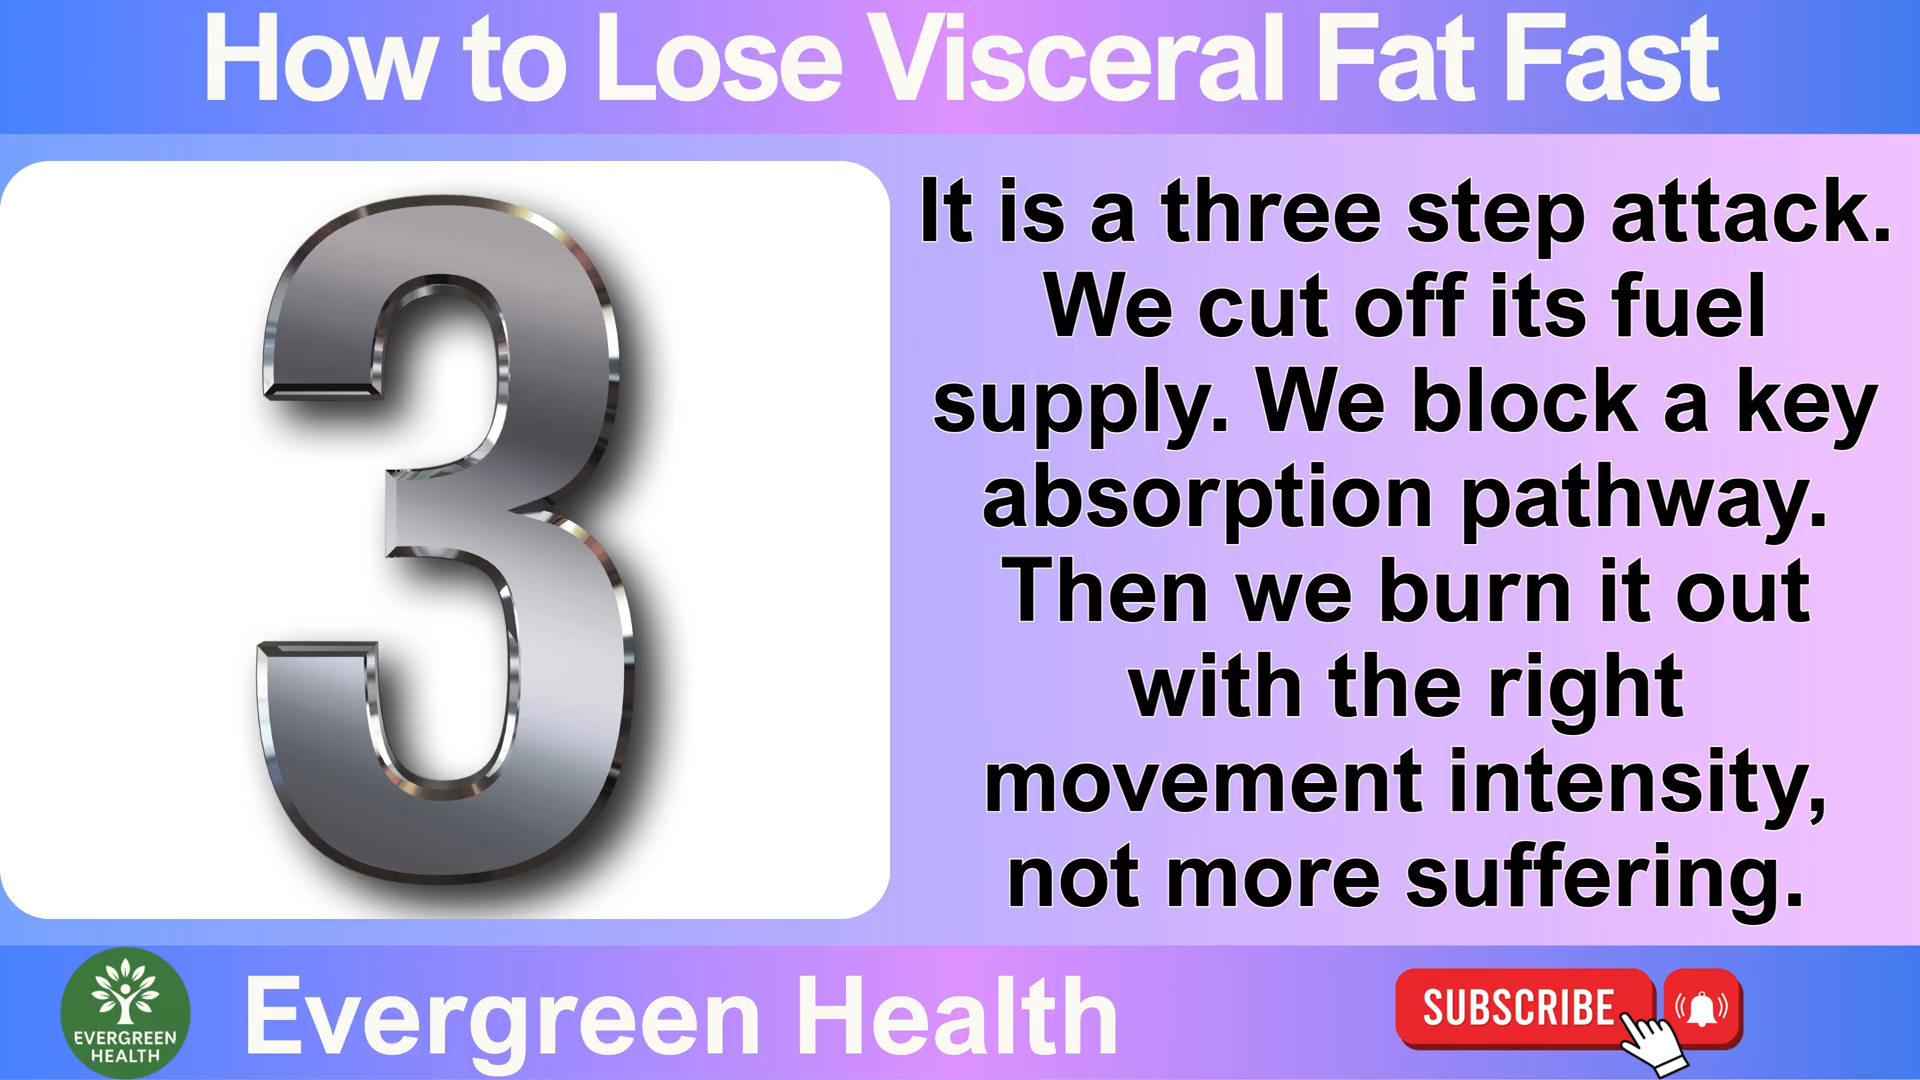 How to Lose Visceral Fat Fast
3
It is a three step attack.
We cut off its fuel
supply. We block a key
absorption pathway.
Then we burn it out
with the right
movement intensity,
not more suffering.
EVERGREEN
HEALTH
Evergreen Health
SUBSCRIBE